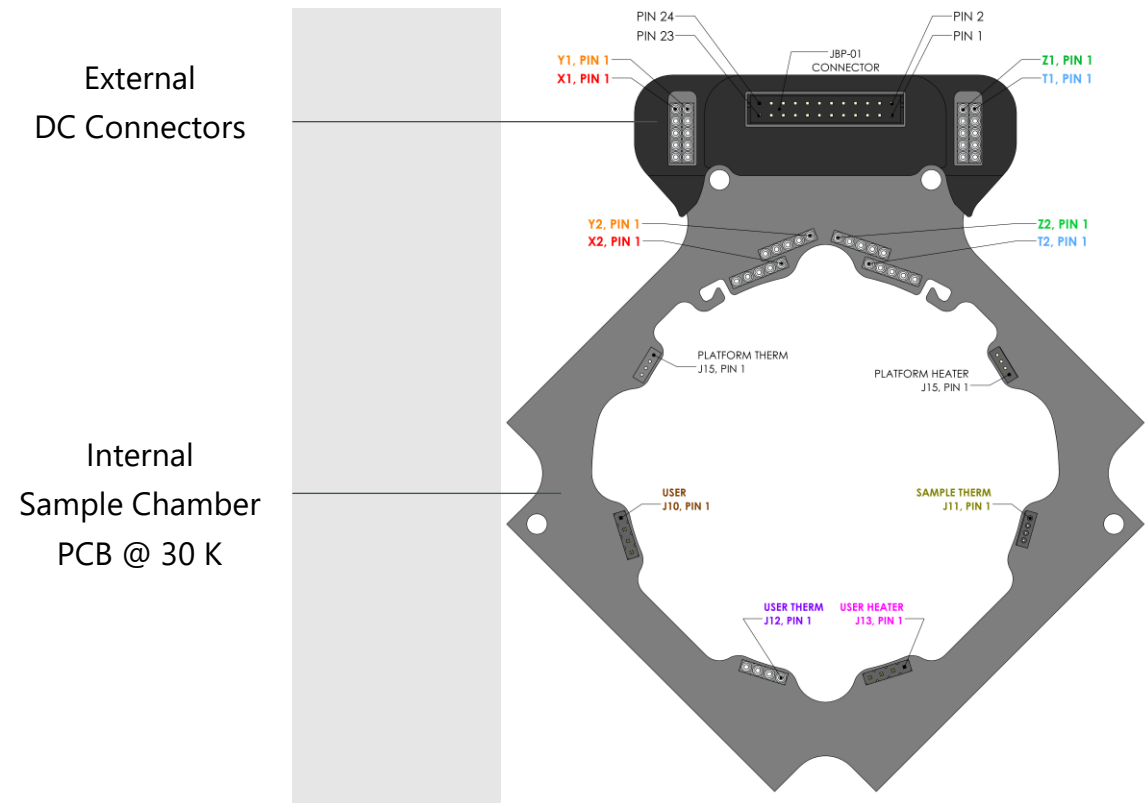 External
DC Connectors
PIN 24
PIN 23
PIN 2
PIN 1
JBP-01
CONNECTOR
Y1, PIN 1
X1, PIN 1
Z1, PIN 1
T1, PIN 1
Y2, PIN 1
X2, PIN 1
Z2, PIN 1
T2, PIN 1
PLATFORM THERM
J15, PIN 1
PLATFORM HEATER
J15, PIN 1
Internal
Sample Chamber
PCB @ 30 K
USER
J10, PIN 1
SAMPLE THERM
J11, PIN 1
USER THERM
J12, PIN 1
USER HEATER
J13, PIN 1